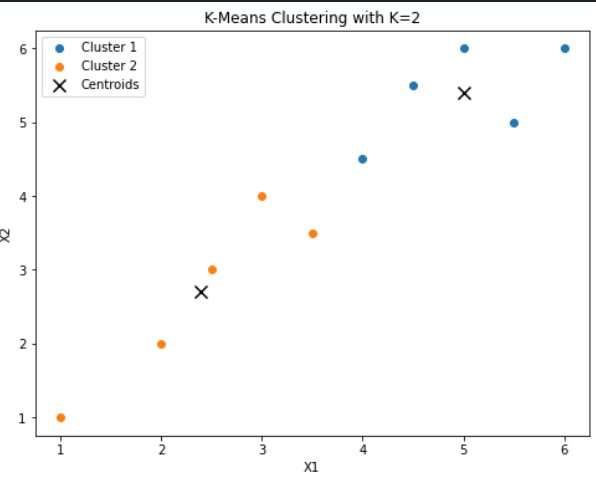 K-Means Clustering with K=2
Cluster 1
Cluster 2
Centroids
6
5
4
3
2
1
X2
1 2 3 4 5 6
X1